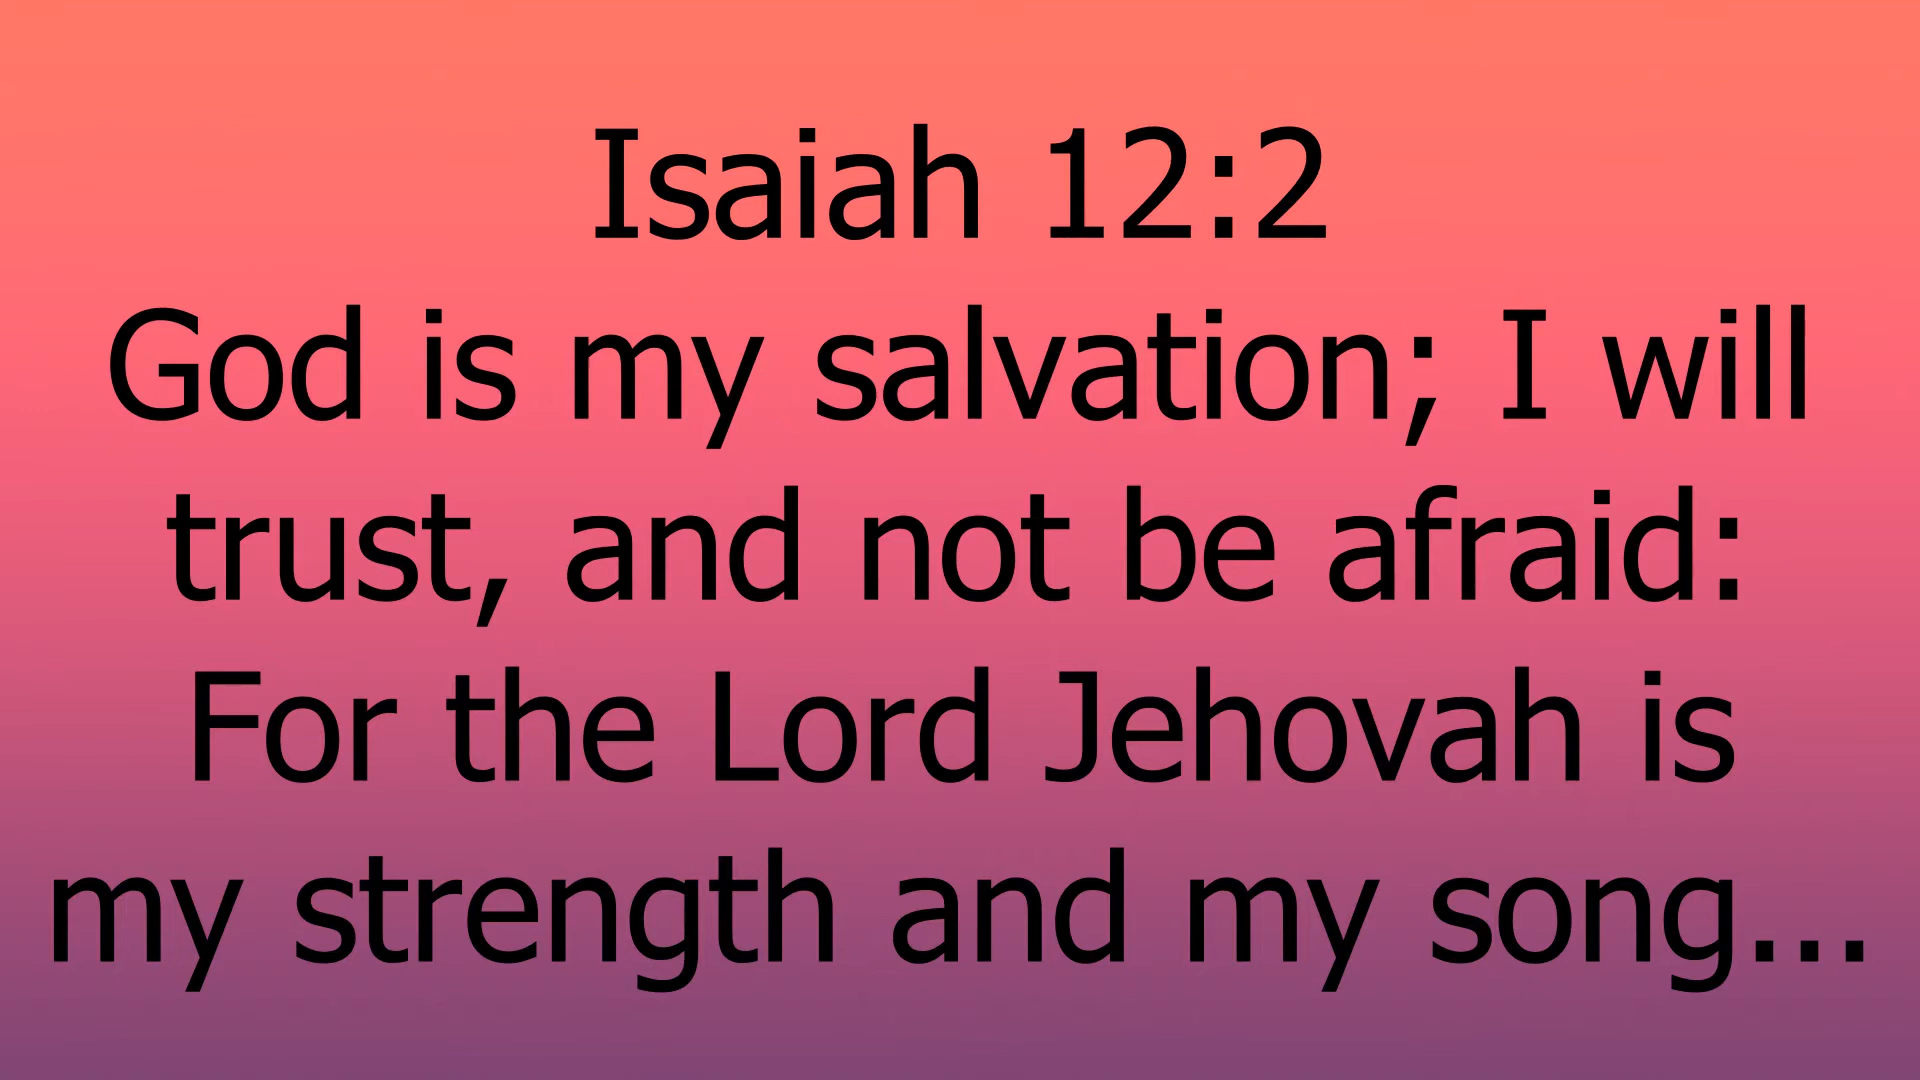 Isaiah 12:2
God is my salvation; I will
trust, and not be afraid:
For the Lord Jehovah is
my strength and my song...